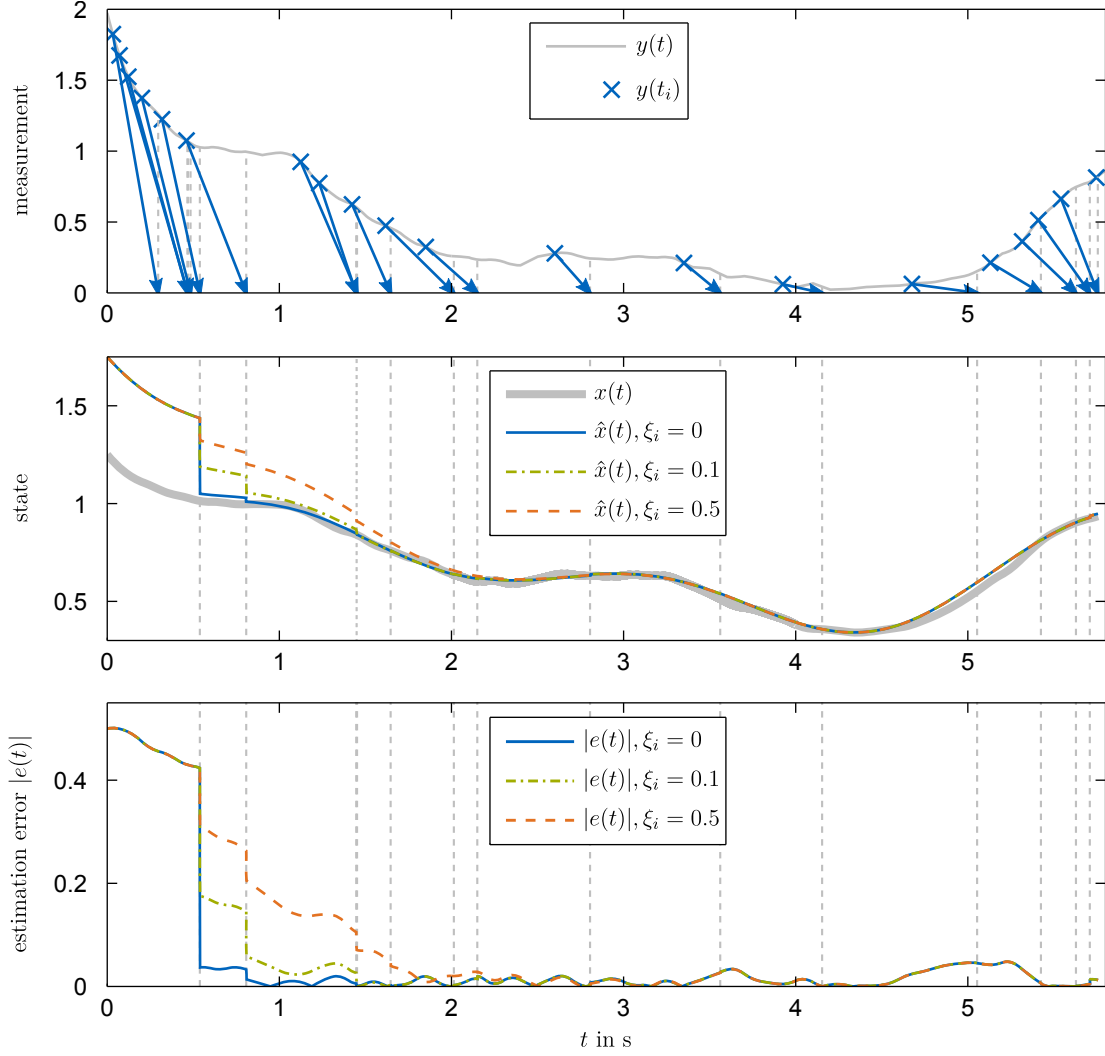 measurement
2
1.5
1
0.5
0
y(t)
y(t_i)
0 1 2 3 4 5
state
1.5
1
0.5
x(t)
x̂(t), ξ_i = 0
x̂(t), ξ_i = 0.1
x̂(t), ξ_i = 0.5
0 1 2 3 4 5
estimation error |e(t)|
0.4
0.2
0
|e(t)|, ξ_i = 0
|e(t)|, ξ_i = 0.1
|e(t)|, ξ_i = 0.5
0 1 2 3 4 5
t in s